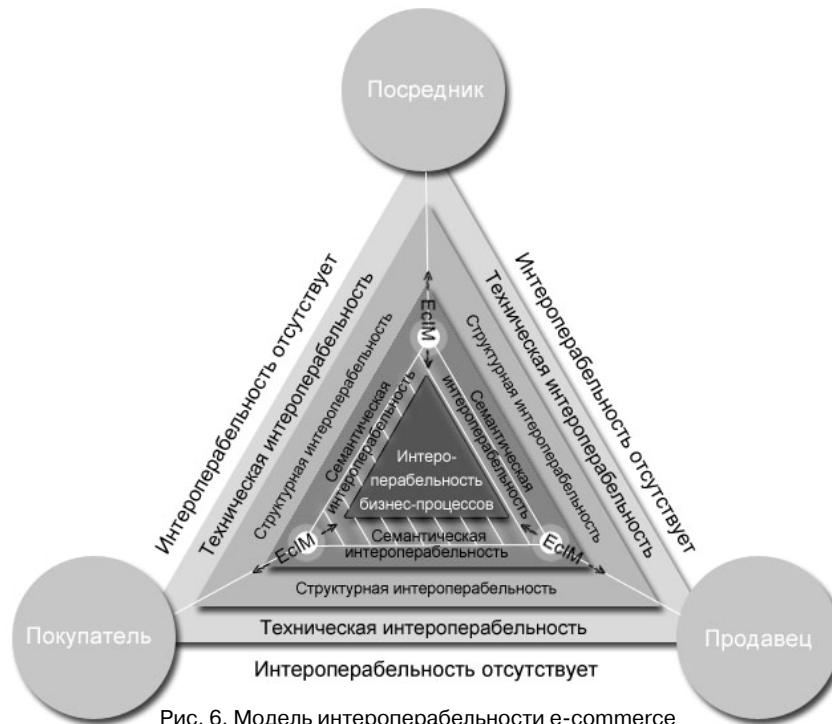 Посредник
Интероперабельность отсутствует
Техническая интероперабельность
Структурная интероперабельность
Семантическая
интероперабельность
EcIM
Интероперабельность отсутствует
Техническая интероперабельность
Структурная интероперабельность
Семантическая
интероперабельность
Интеро-
перабельность
бизнес-процессов
EcIM
EcIM
Семантическая
интероперабельность
Структурная интероперабельность
Техническая интероперабельность
Интероперабельность отсутствует
Покупатель
Продавец
Рис. 6. Модель интероперабельности e-commerce